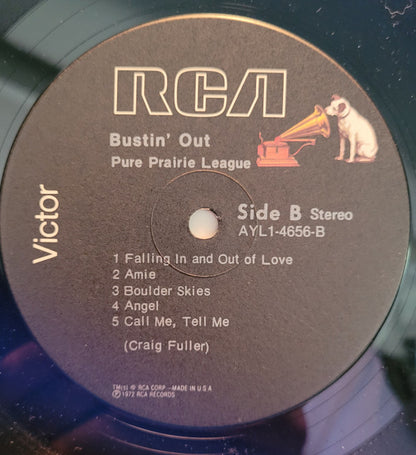 RCA
Bustin' Out
Pure Prairie League
Victor
Side B Stereo
AYL1-4656-B
1 Falling In and Out of Love
2 Amie
3 Boulder Skies
4 Angel
5 Call Me, Tell Me
(Craig Fuller)
TM(s) ® RCA CORP.-MADE IN U.S.A
℗ 1972 RCA RECORDS